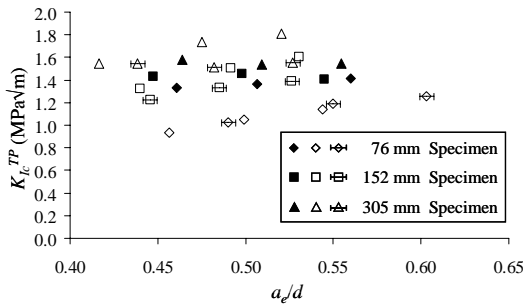 1.8
2.0
1.6
1.4
1.2
1.0
0.8
0.6
0.4
0.2
0.0
K_Ic^TP (MPa√m)
76 mm Specimen
152 mm Specimen
305 mm Specimen
0.40 0.45 0.50 0.55 0.60 0.65
a_e/d